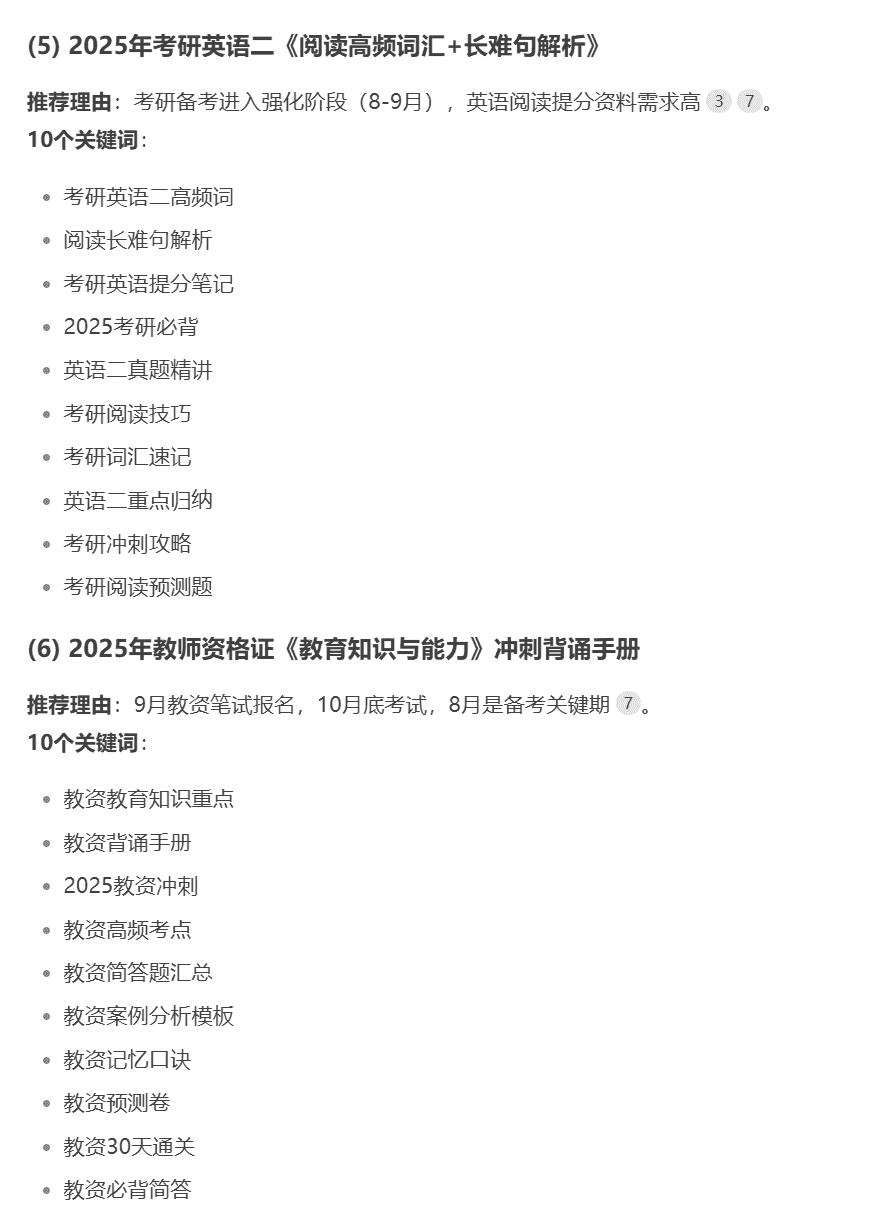 (5) 2025年考研英语二《阅读高频词汇+长难句解析》
推荐理由：考研备考进入强化阶段（8-9月），英语阅读提分资料需求高 3 7。
10个关键词：
• 考研英语二高频词
• 阅读长难句解析
• 考研英语提分笔记
• 2025考研必背
• 英语二真题精讲
• 考研阅读技巧
• 考研词汇速记
• 英语二重点归纳
• 考研冲刺攻略
• 考研阅读预测题
(6) 2025年教师资格证《教育知识与能力》冲刺背诵手册
推荐理由：9月教资笔试报名，10月底考试，8月是备考关键期 7。
10个关键词：
• 教资教育知识重点
• 教资背诵手册
• 2025教资冲刺
• 教资高频考点
• 教资简答题汇总
• 教资案例分析模板
• 教资记忆口诀
• 教资预测卷
• 教资30天通关
• 教资必背简答